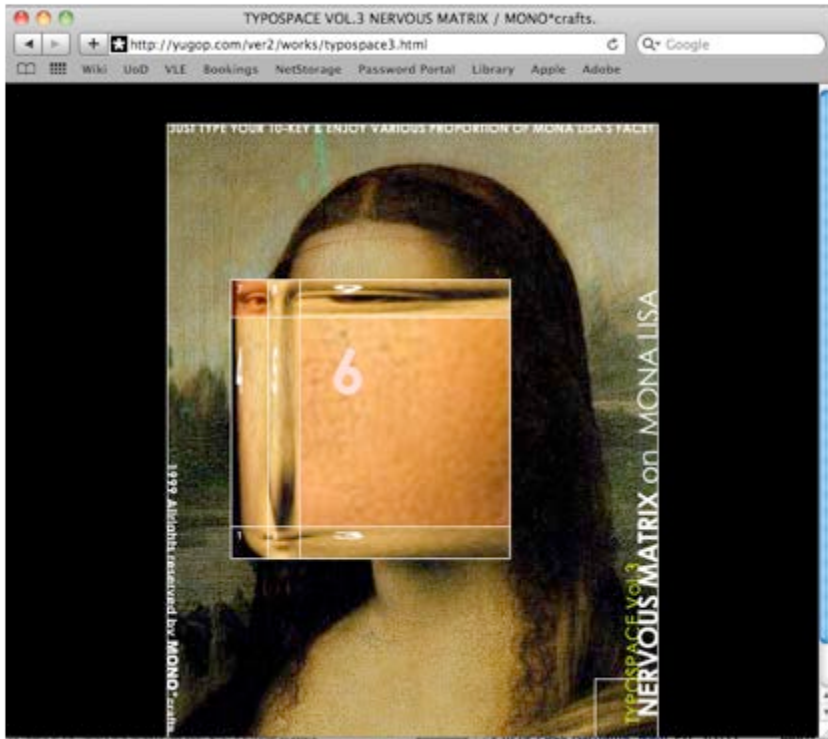 TYPOSPACE VOL.3 NERVOUS MATRIX / MONO*crafts.
http://yugop.com/ver2/works/typospace3.html
Google
Wiki UoD VLE Bookings NetStorage Password Portal Library Apple Adobe
JUST TYPE YOUR 10-KEY & ENJOY VARIOUS PROPORTION OF MONA LISA'S FACE!
6
1
1999 Allrights reserved by MONO*crafts.
TYPOSPACE Vol.3
NERVOUS MATRIX on MONA LISA